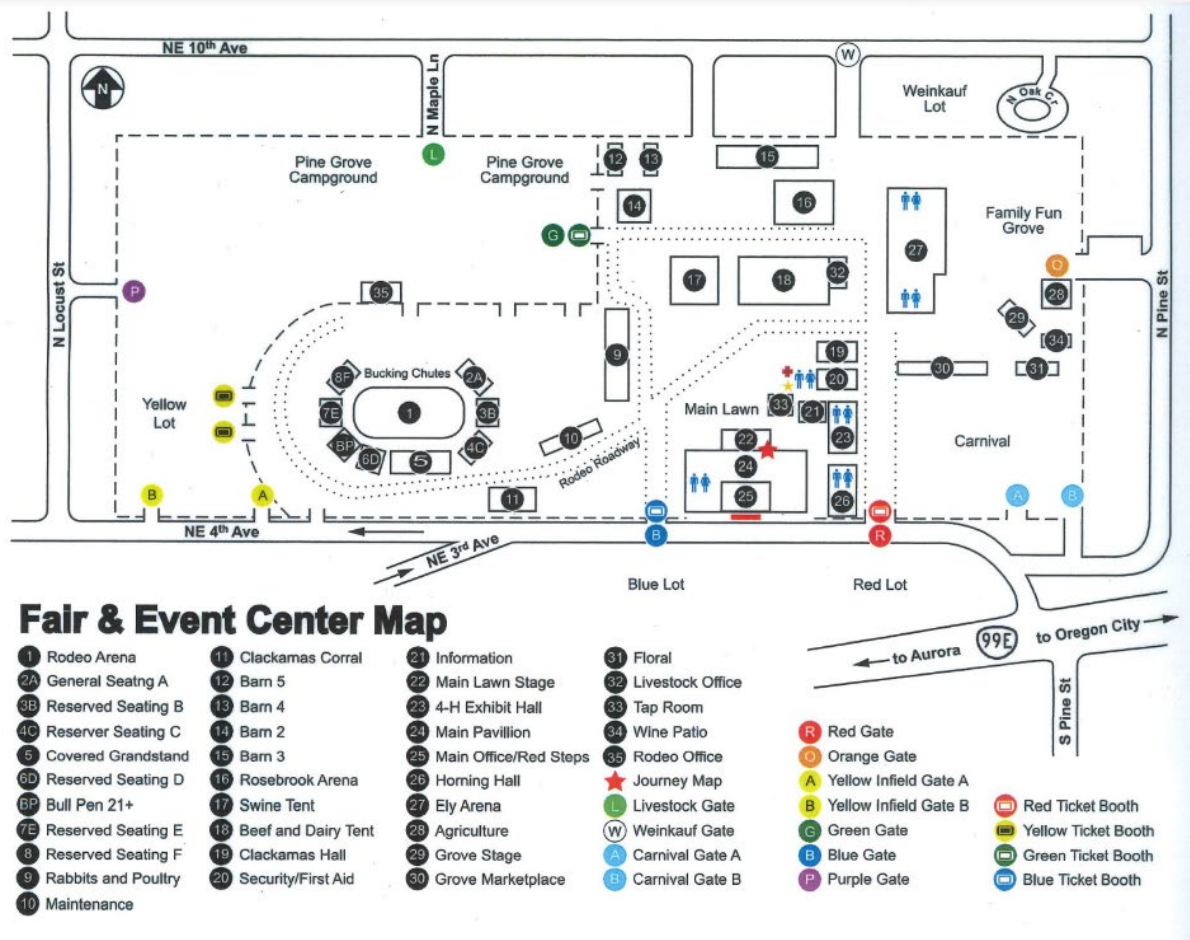 NE 10th Ave
W
N
N Maple Ln
Weinkauf
Lot
N Oak Cr
L
Pine Grove
Campground
Pine Grove
Campground
12
13
15
14
16
Family Fun
Grove
G
27
O
N Locust St
P
35
17
18
32
28
N Pine St
29
34
9
19
30
31
8F
Bucking Chutes
2A
20
Yellow
Lot
7E
1
3B
Main Lawn
33
21
23
BP
6D
5
4C
10
22
24
Carnival
Rodeo Roadway
25
26
B
A
11
A
B
NE 4th Ave
B
R
NE 3rd Ave
Blue Lot
Red Lot
99E
to Oregon City
to Aurora
S Pine St
Fair & Event Center Map
1 Rodeo Arena
2A General Seatng A
3B Reserved Seating B
4C Reserver Seating C
5 Covered Grandstand
6D Reserved Seating D
BP Bull Pen 21+
7E Reserved Seating E
8 Reserved Seating F
9 Rabbits and Poultry
10 Maintenance
11 Clackamas Corral
12 Barn 5
13 Barn 4
14 Barn 2
15 Barn 3
16 Rosebrook Arena
17 Swine Tent
18 Beef and Dairy Tent
19 Clackamas Hall
20 Security/First Aid
21 Information
22 Main Lawn Stage
23 4-H Exhibit Hall
24 Main Pavillion
25 Main Office/Red Steps
26 Horning Hall
27 Ely Arena
28 Agriculture
29 Grove Stage
30 Grove Marketplace
31 Floral
32 Livestock Office
33 Tap Room
34 Wine Patio
35 Rodeo Office
Journey Map
L Livestock Gate
W Weinkauf Gate
A Carnival Gate A
B Carnival Gate B
R Red Gate
O Orange Gate
A Yellow Infield Gate A
B Yellow Infield Gate B
G Green Gate
B Blue Gate
P Purple Gate
Red Ticket Booth
Yellow Ticket Booth
Green Ticket Booth
Blue Ticket Booth